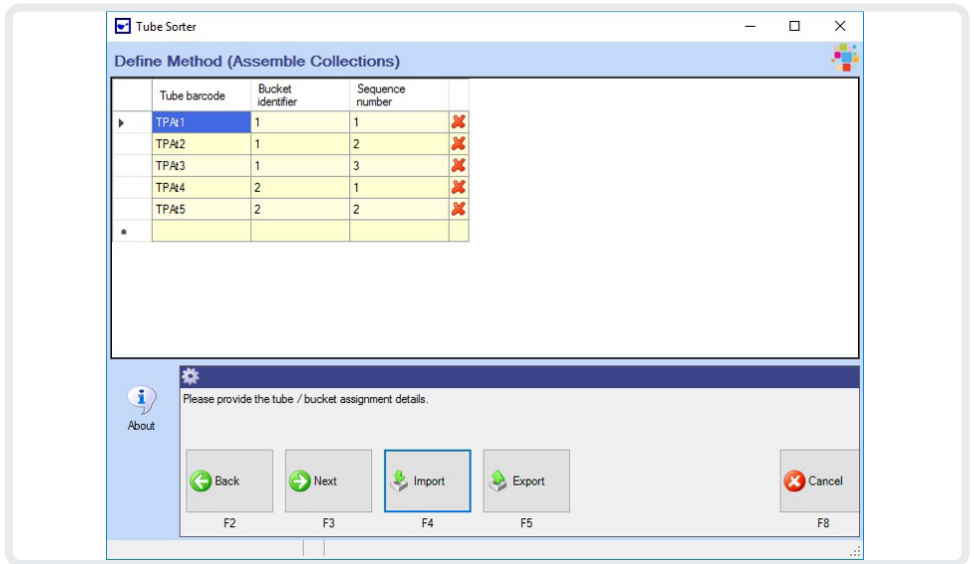 Tube Sorter
Define Method (Assemble Collections)
Tube barcode Bucket identifier Sequence number
TPAt1 1 1
TPAt2 1 2
TPAt3 1 3
TPAt4 2 1
TPAt5 2 2
Please provide the tube / bucket assignment details.
About
Back Next Import Export Cancel
F2 F3 F4 F5 F8